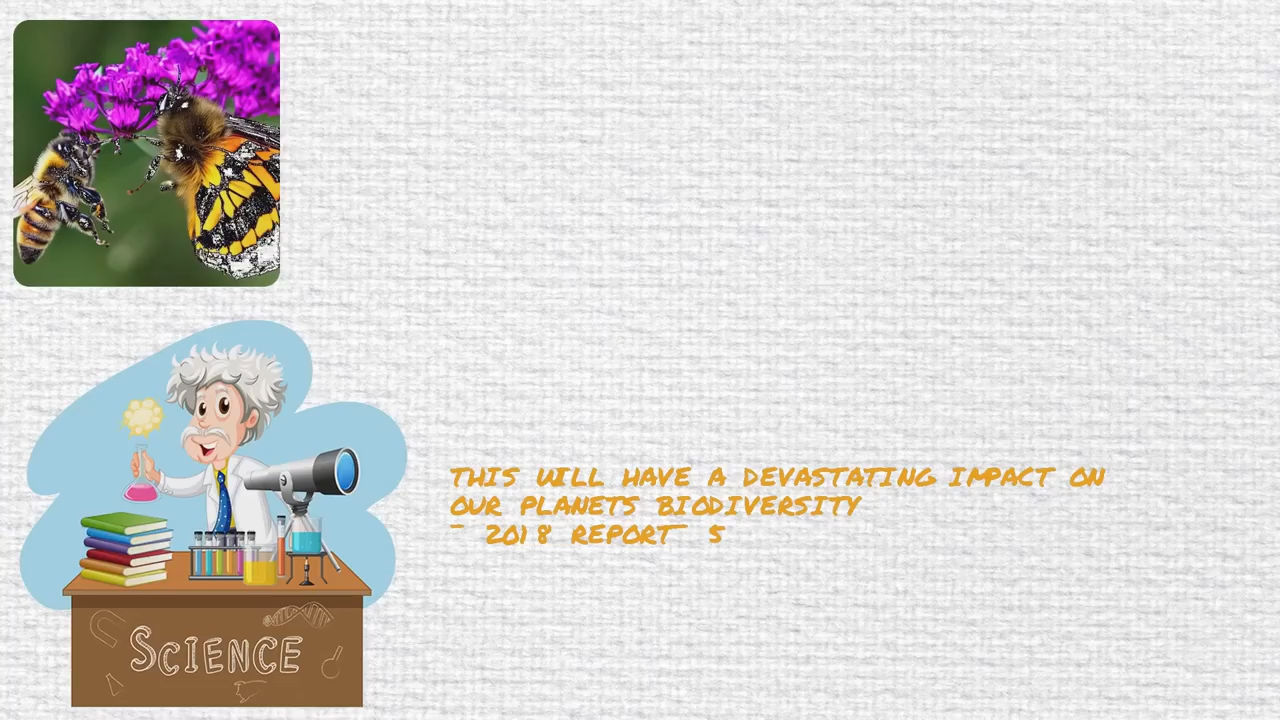 SCIENCE
THIS WILL HAVE A DEVASTATING IMPACT ON
OUR PLANETS BIODIVERSITY
- 2018 REPORT 5